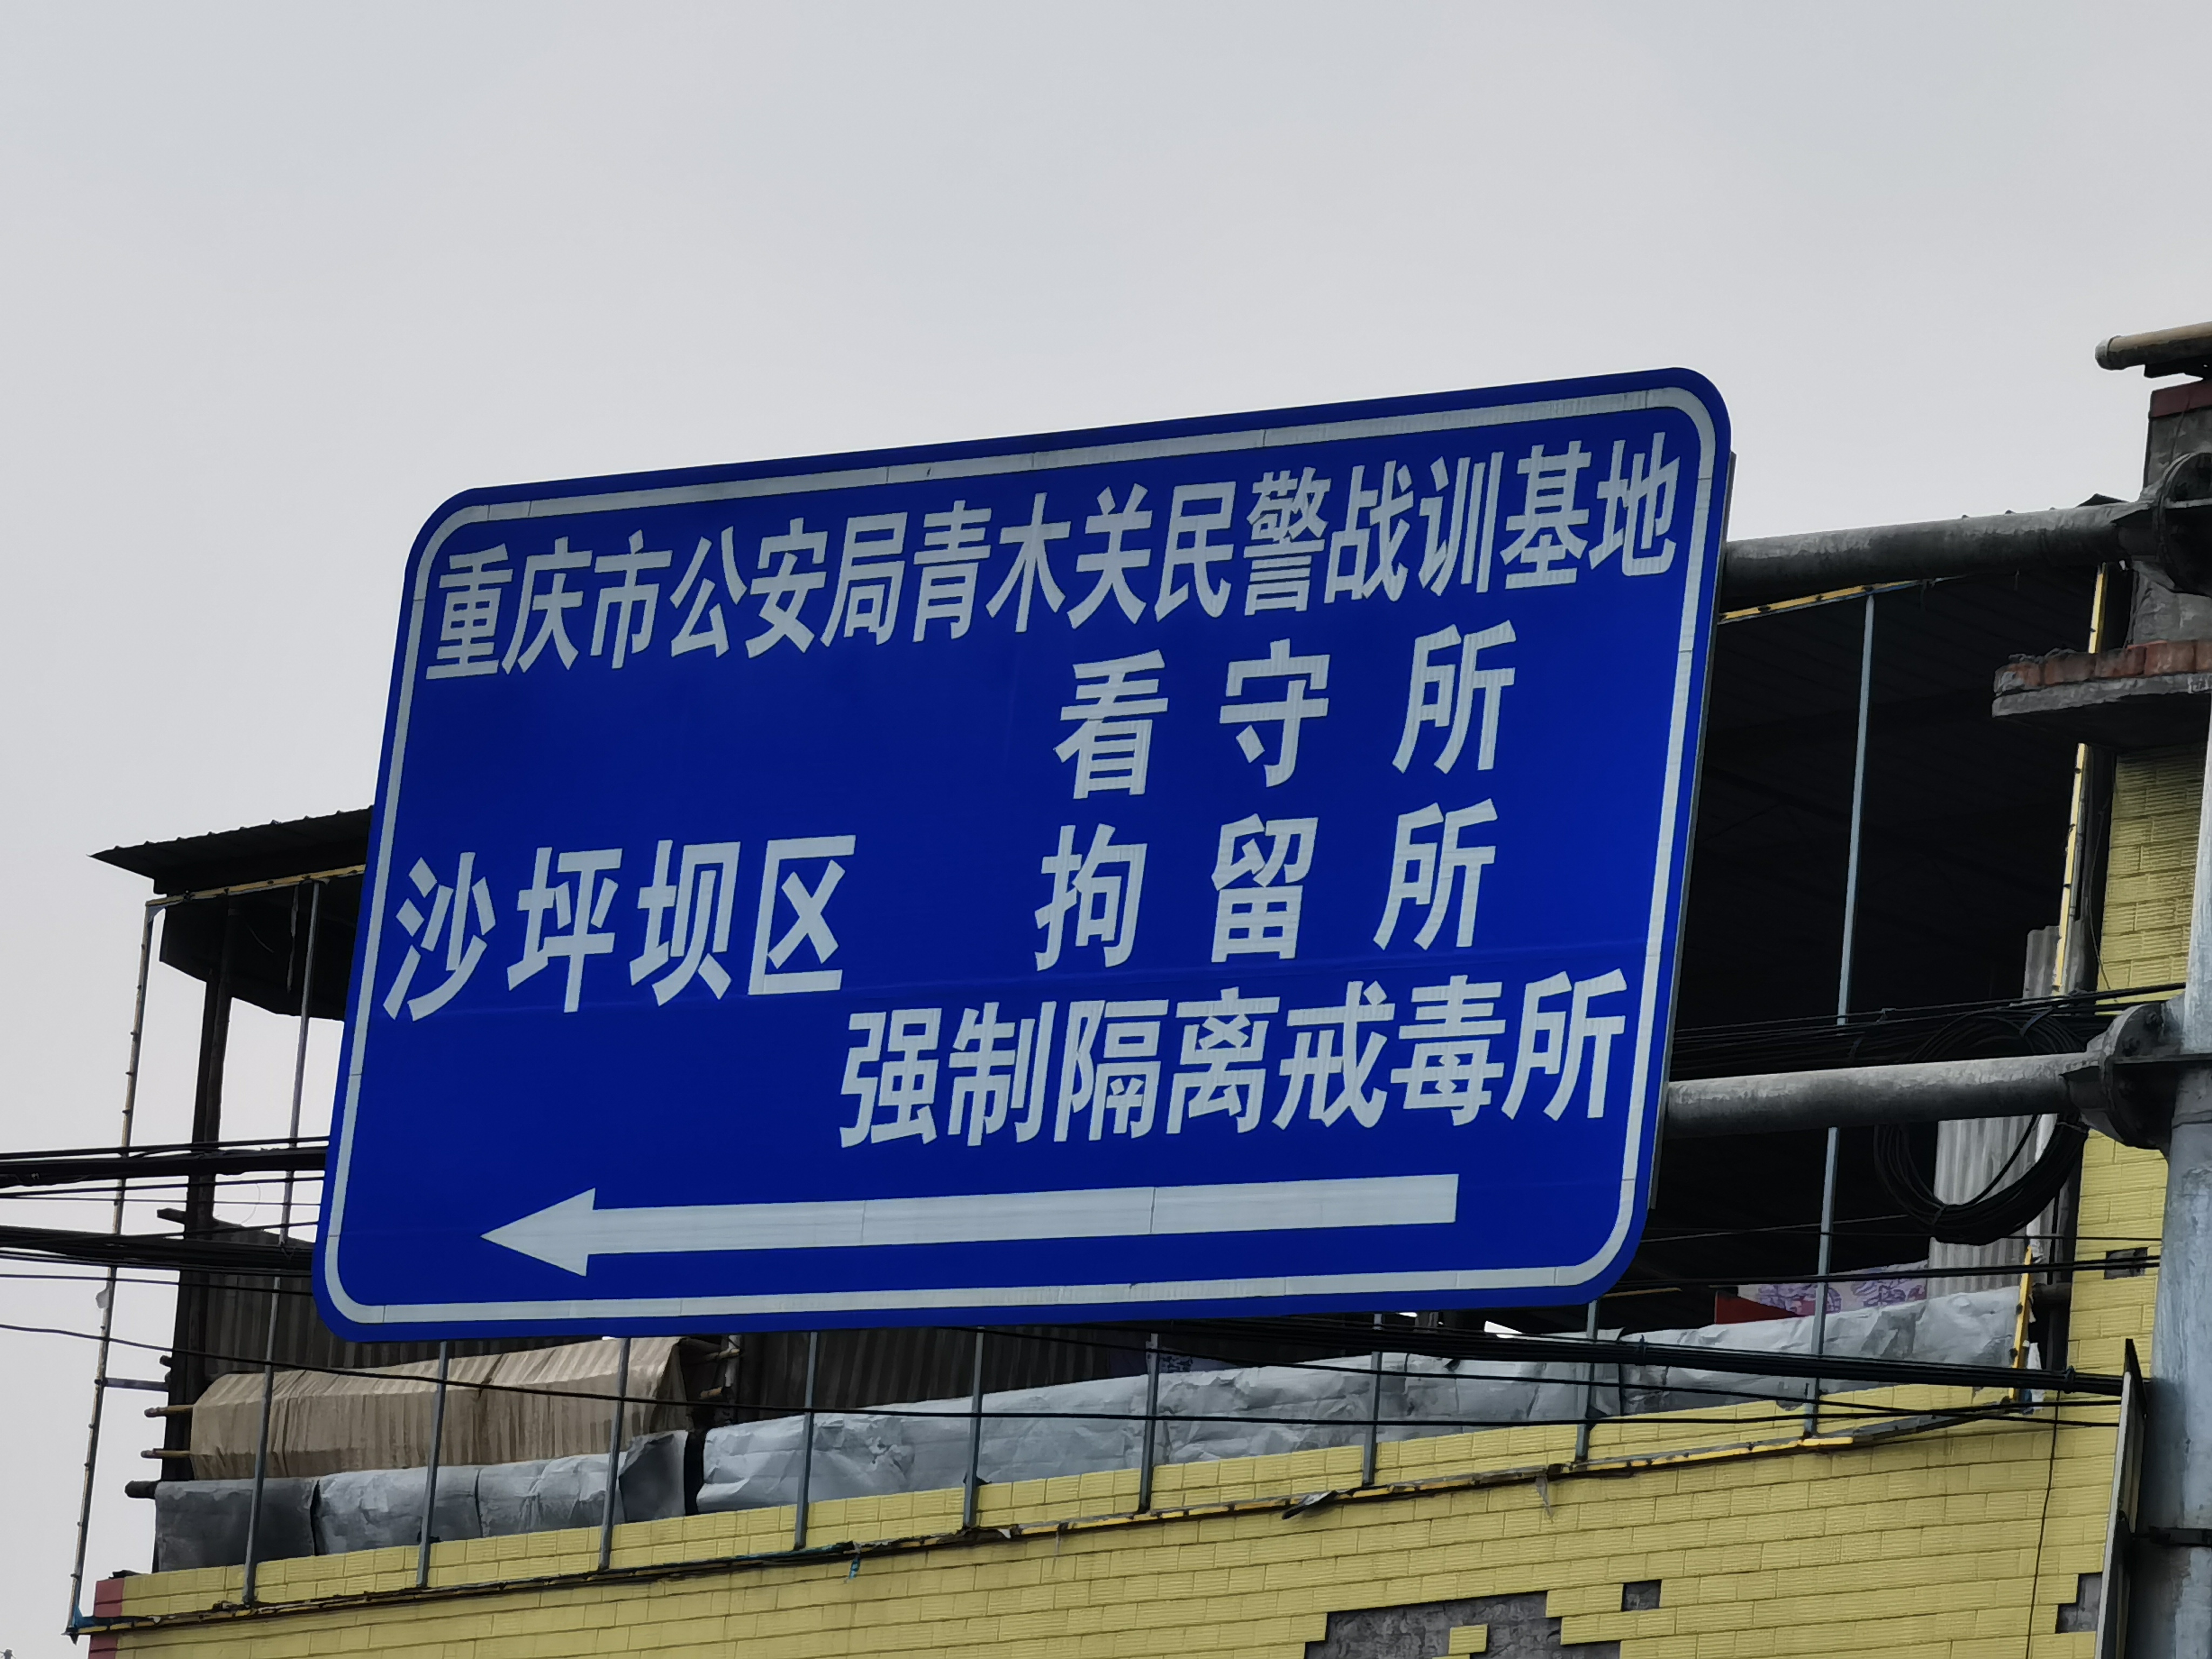 重庆市公安局青木关民警战训基地
看守所
沙坪坝区 拘留所
强制隔离戒毒所